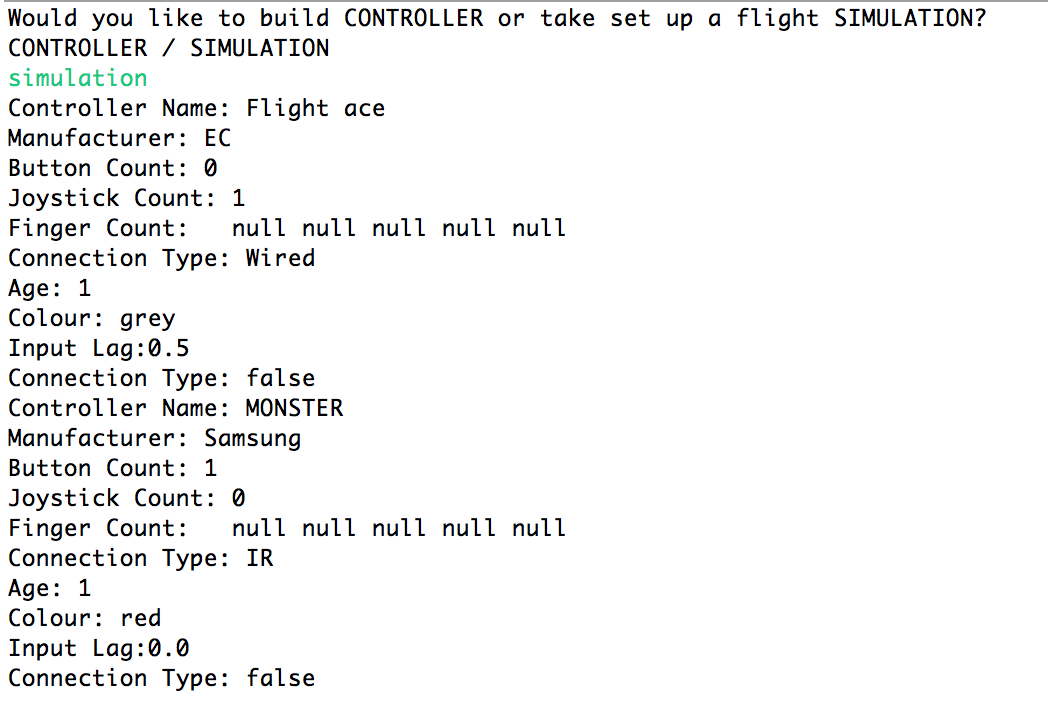 Would you like to build CONTROLLER or take set up a flight SIMULATION?
CONTROLLER / SIMULATION
simulation
Controller Name: Flight ace
Manufacturer: EC
Button Count: 0
Joystick Count: 1
Finger Count:   null null null null null
Connection Type: Wired
Age: 1
Colour: grey
Input Lag:0.5
Connection Type: false
Controller Name: MONSTER
Manufacturer: Samsung
Button Count: 1
Joystick Count: 0
Finger Count:   null null null null null
Connection Type: IR
Age: 1
Colour: red
Input Lag:0.0
Connection Type: false